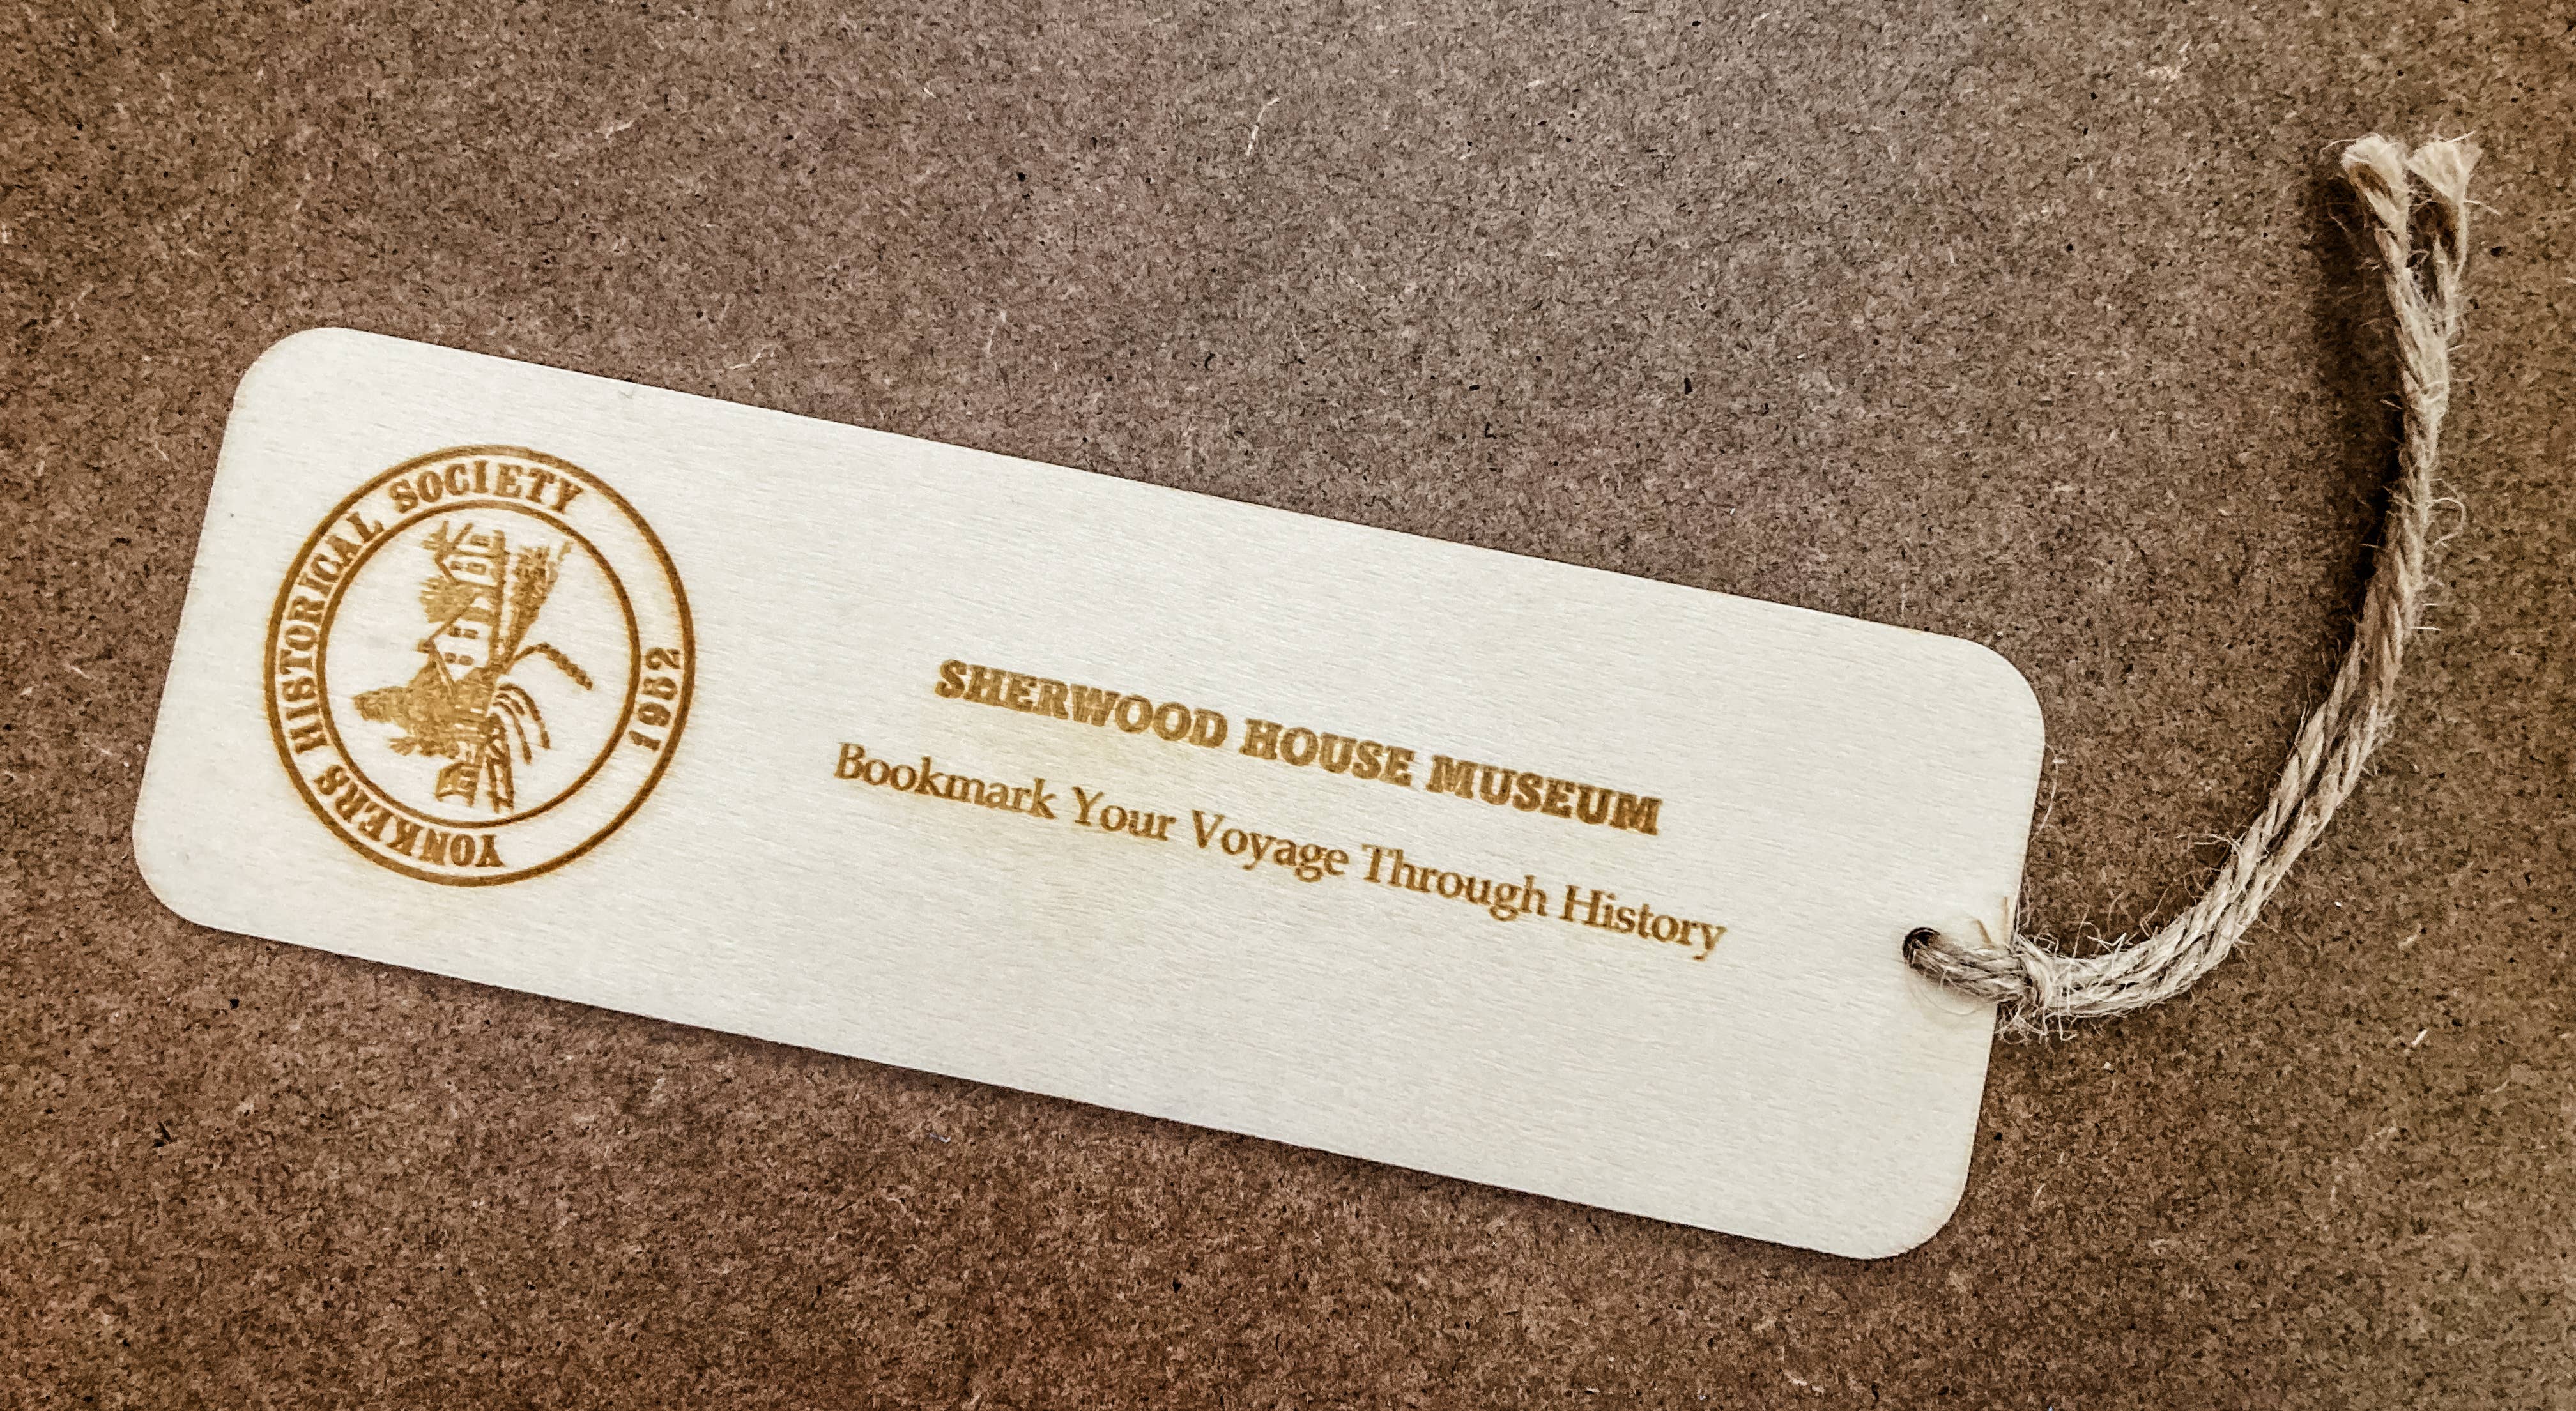 YONKERS HISTORICAL SOCIETY
1952
SHERWOOD HOUSE MUSEUM
Bookmark Your Voyage Through History